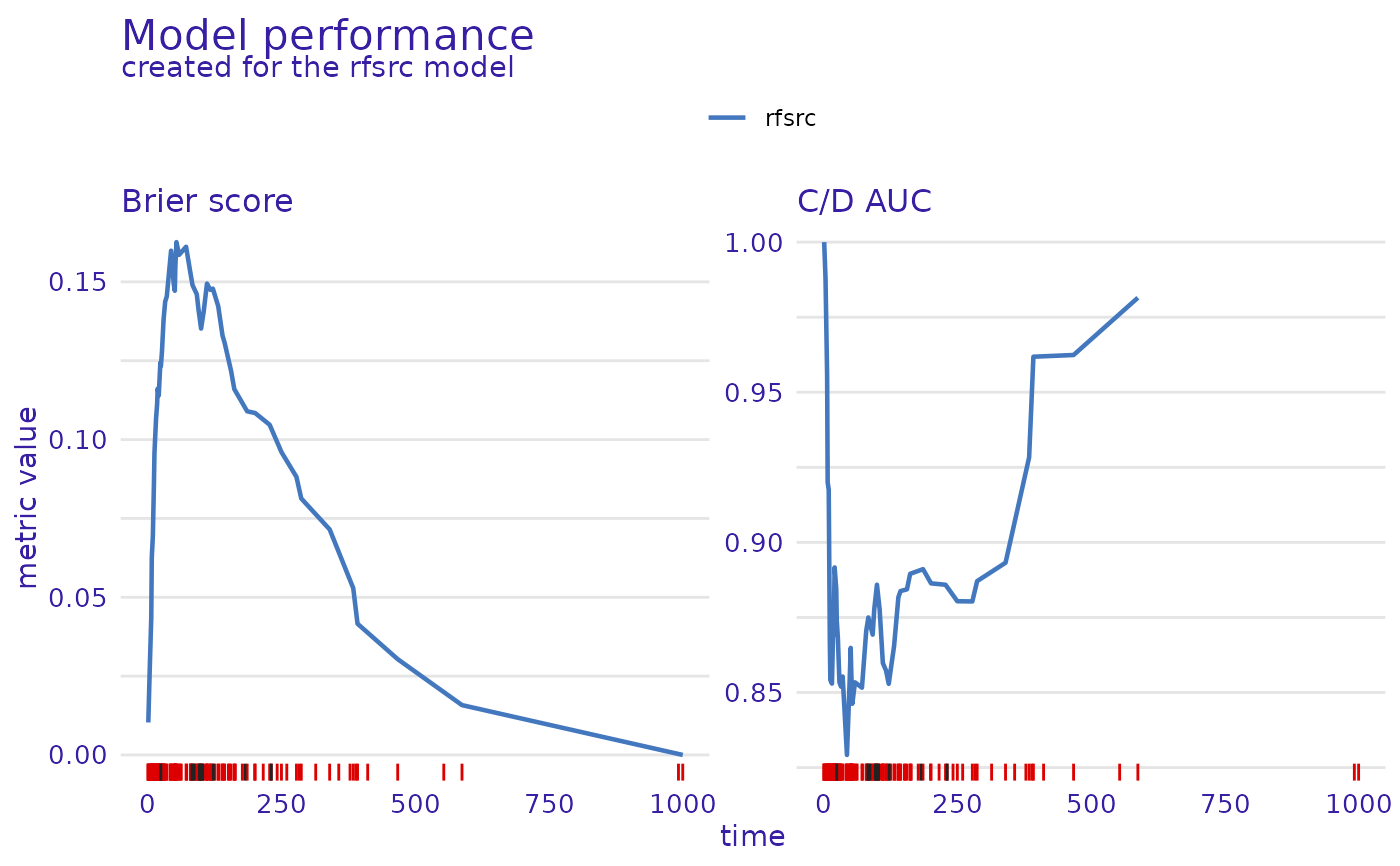 Model performance
created for the rfsrc model
rfsrc
Brier score
C/D AUC
metric value
0.15
0.10
0.05
0.00
1.00
0.95
0.90
0.85
0 250 500 750 1000
0 250 500 750 1000
time